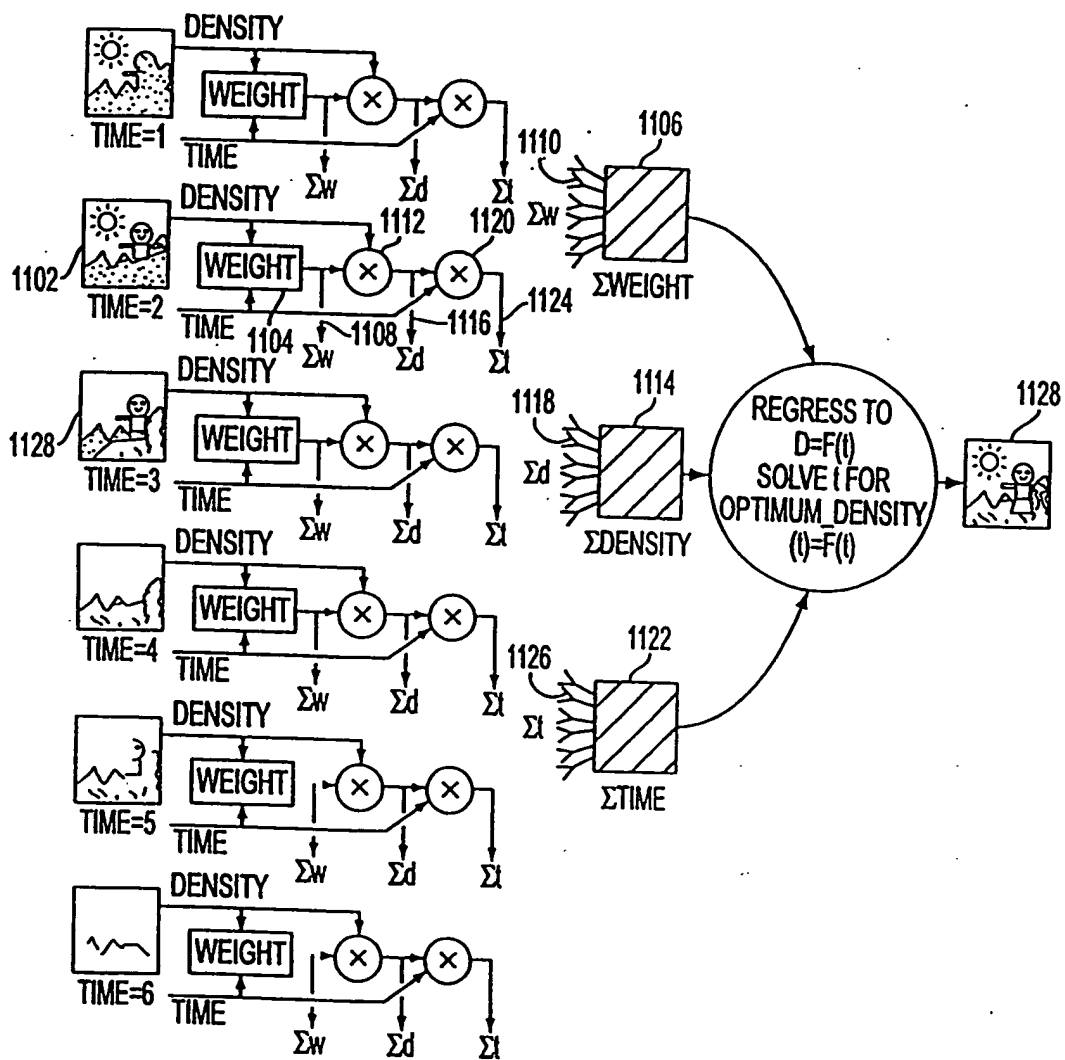 DENSITY
WEIGHT
×
×
TIME=1
TIME
Σw
Σd
Σt
DENSITY
1112
1120
1102
WEIGHT
×
×
TIME=2
TIME
1104
1108
1116
1124
Σw
Σd
Σt
DENSITY
1128
WEIGHT
×
×
TIME=3
TIME
Σw
Σd
Σt
DENSITY
WEIGHT
×
×
TIME=4
TIME
Σw
Σd
Σt
DENSITY
WEIGHT
×
×
TIME=5
TIME
Σw
Σd
Σt
DENSITY
WEIGHT
×
×
TIME=6
TIME
Σw
Σd
Σt
1110
1106
Σw
ΣWEIGHT
1118
1114
Σd
ΣDENSITY
1126
1122
Σt
ΣTIME
REGRESS TO
D=F(t)
SOLVE t FOR
OPTIMUM_DENSITY
(t)=F(t)
1128